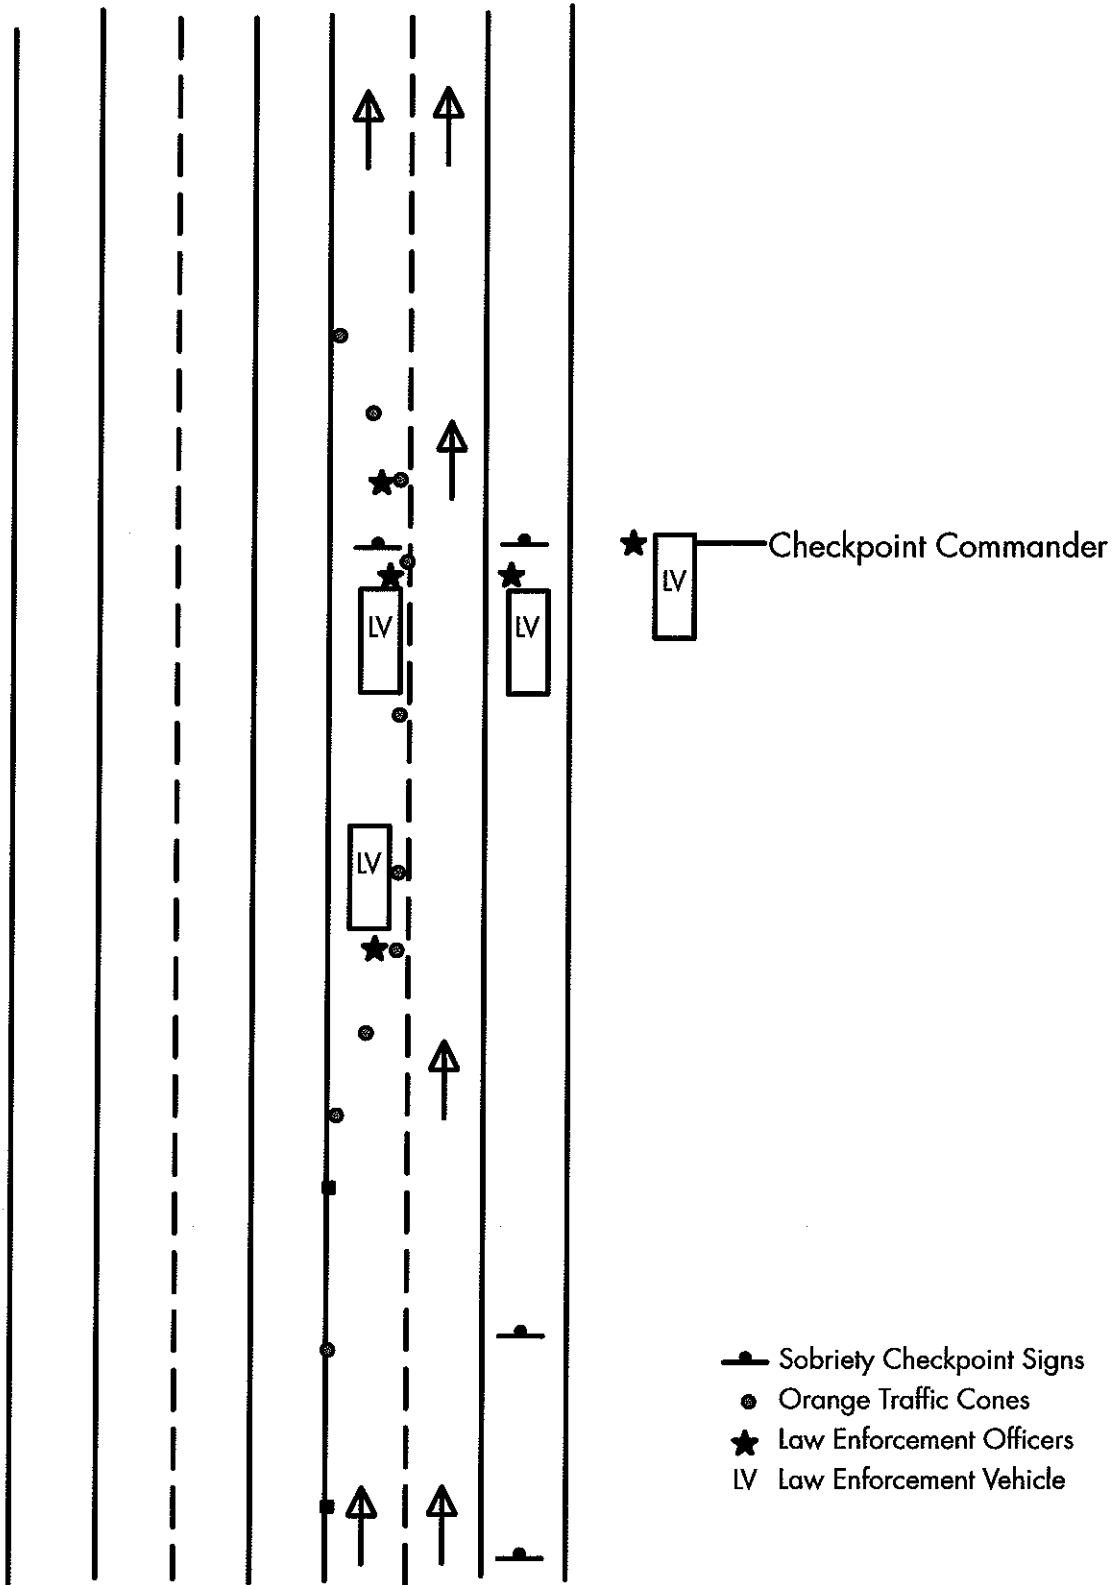 Checkpoint Commander
LV
LV
LV
LV
Sobriety Checkpoint Signs
Orange Traffic Cones
Law Enforcement Officers
LV Law Enforcement Vehicle